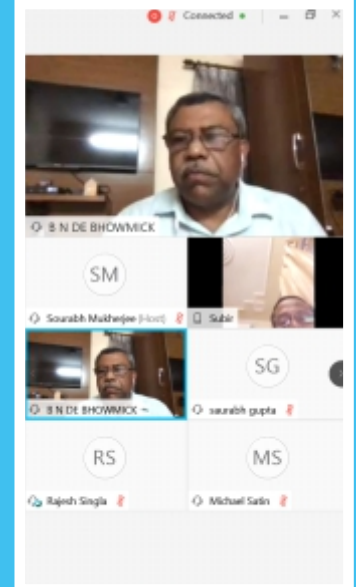 Connected
B N DE BHOWMICK
SM
Sourabh Mukherjee (Host)
Subir
B N DE BHOWMICK
SG
saurabh gupta
RS
Rajesh Singla
MS
Michael Satin